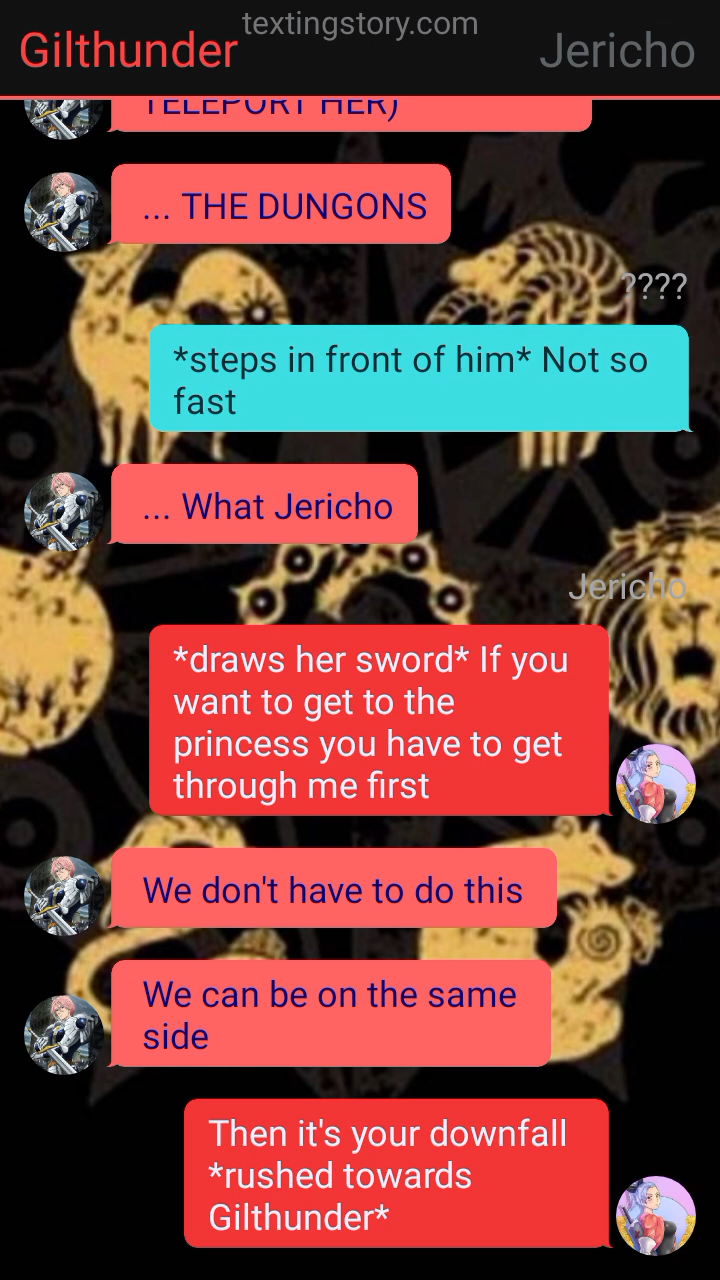 textingstory.com
Gilthunder
Jericho
TELEPORT HER)
... THE DUNGONS
????
*steps in front of him* Not so
fast
... What Jericho
Jericho
*draws her sword* If you
want to get to the
princess you have to get
through me first
We don't have to do this
We can be on the same
side
Then it's your downfall
*rushed towards
Gilthunder*